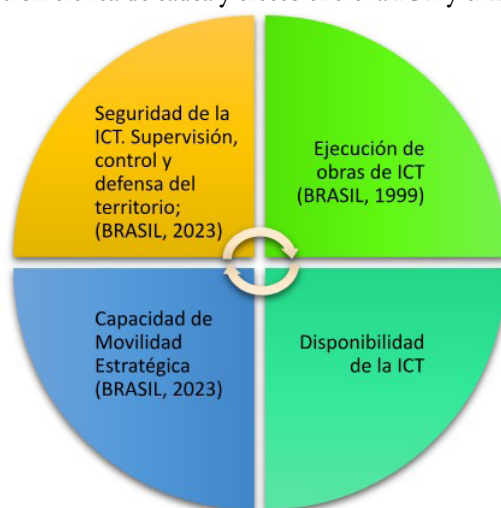 Seguridad de la
ICT. Supervisión,
control y
defensa del
territorio;
(BRASIL, 2023)
Ejecución de
obras de ICT
(BRASIL, 1999)
Capacidad de
Movilidad
Estratégica
(BRASIL, 2023)
Disponibilidad
de la ICT